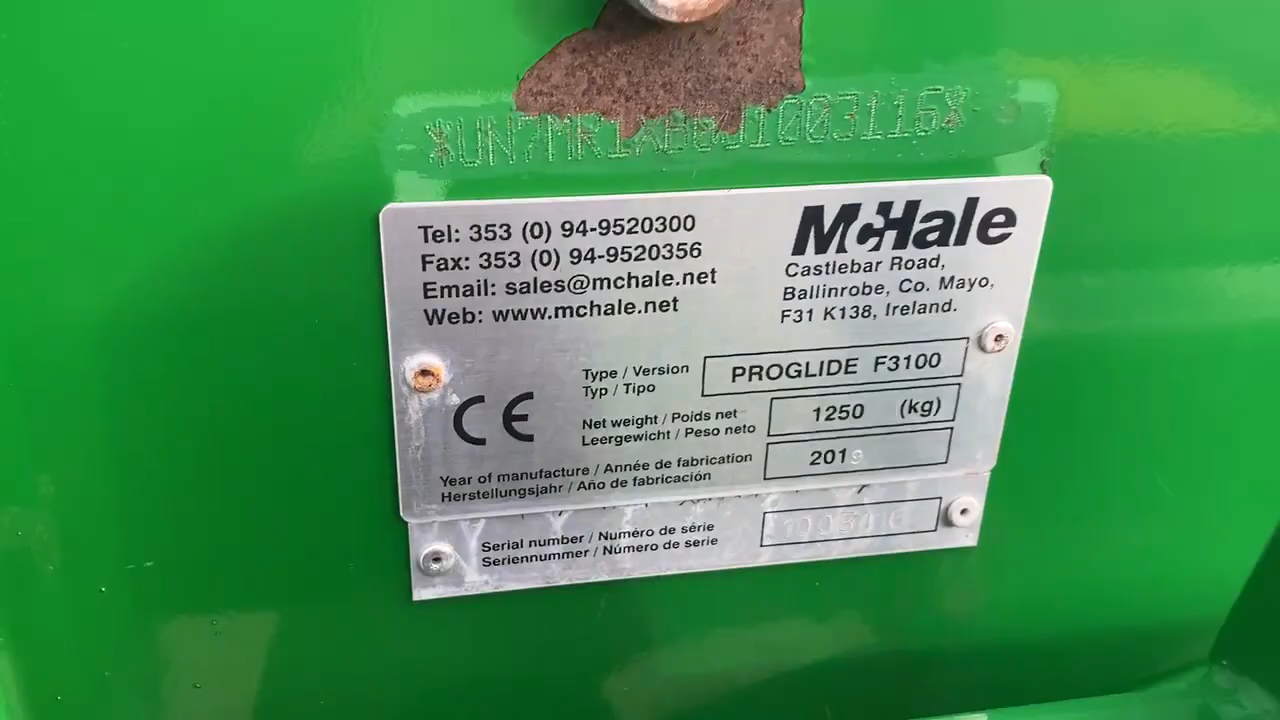 *UN7MR1XB0J1003116*
Tel: 353 (0) 94-9520300
Fax: 353 (0) 94-9520356
Email: sales@mchale.net
Web: www.mchale.net
McHale
Castlebar Road,
Ballinrobe, Co. Mayo,
F31 K138, Ireland.
Type / Version
Typ / Tipo
PROGLIDE F3100
CE
Net weight / Poids net
Leergewicht / Peso neto
1250 (kg)
Year of manufacture / Année de fabrication
Herstellungsjahr / Año de fabricación
2019
Serial number / Numéro de série
Seriennummer / Número de serie
1003116